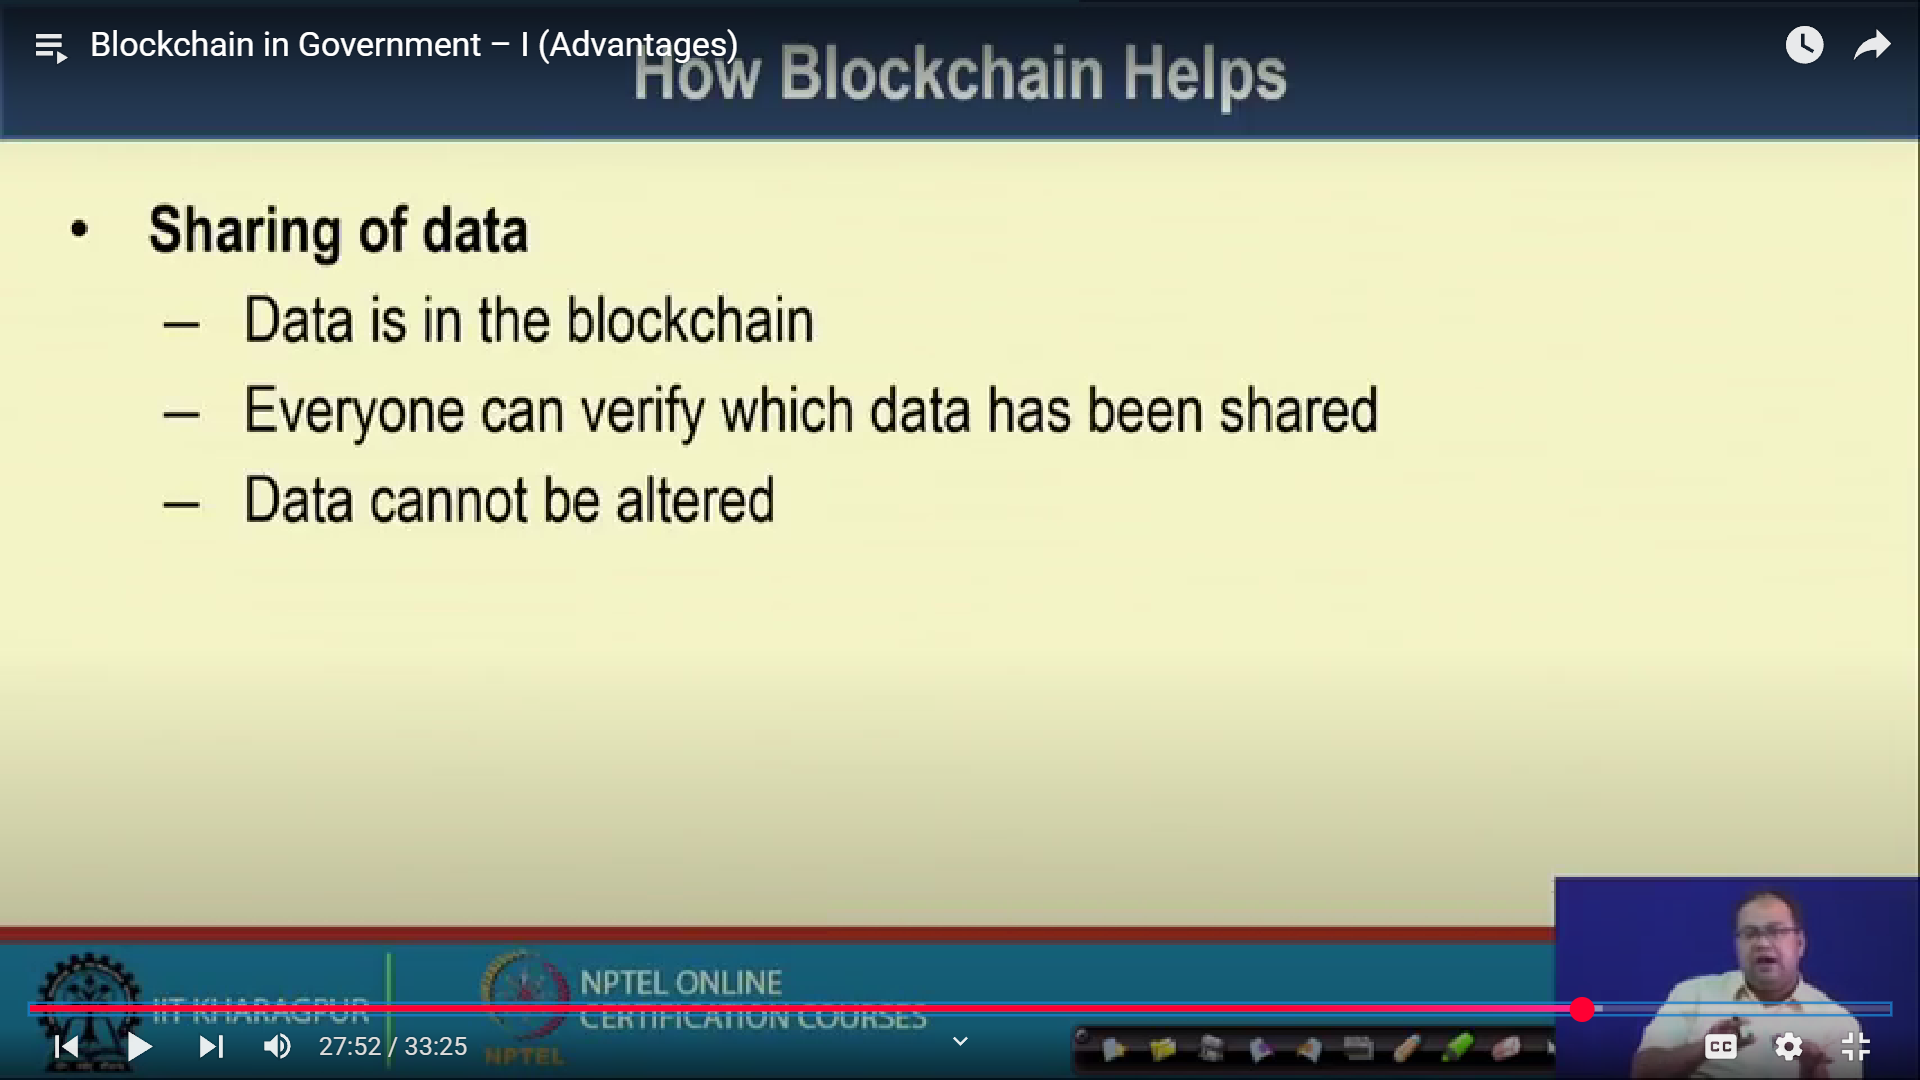 Blockchain in Government – I (Advantages)
How Blockchain Helps
• Sharing of data
– Data is in the blockchain
– Everyone can verify which data has been shared
– Data cannot be altered
IIT KHARAGPUR
NPTEL
NPTEL ONLINE
CERTIFICATION COURSES
27:52 / 33:25
CC